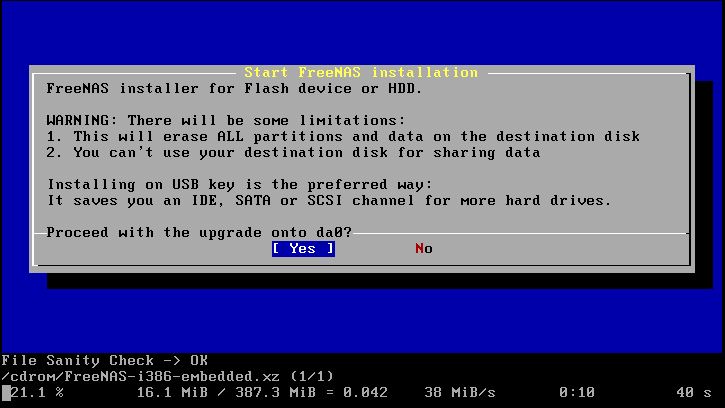 Start FreeNAS installation
FreeNAS installer for Flash device or HDD.
WARNING: There will be some limitations:
1. This will erase ALL partitions and data on the destination disk
2. You can't use your destination disk for sharing data
Installing on USB key is the preferred way:
It saves you an IDE, SATA or SCSI channel for more hard drives.
Proceed with the upgrade onto da0?
[ Yes ] No
File Sanity Check -> OK
/cdrom/FreeNAS-i386-embedded.xz (1/1)
21.1 % 16.1 MiB / 387.3 MiB = 0.042 38 MiB/s 0:10 40 s